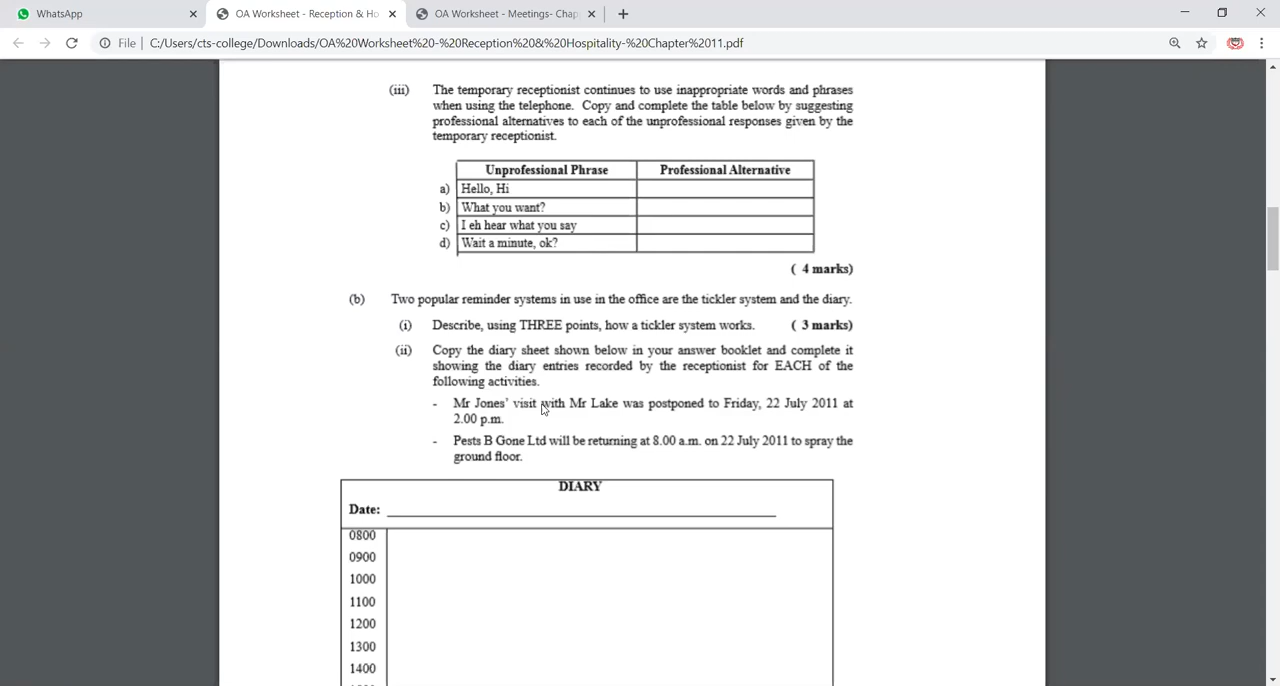 WhatsApp
OA Worksheet - Reception & Ho
OA Worksheet - Meetings- Chap
File
C:/Users/cts-college/Downloads/OA%20Worksheet%20-%20Reception%20&%20Hospitality-%20Chapter%2011.pdf
(iii) The temporary receptionist continues to use inappropriate words and phrases
when using the telephone. Copy and complete the table below by suggesting
professional alternatives to each of the unprofessional responses given by the
temporary receptionist.
Unprofessional Phrase Professional Alternative
a) Hello, Hi
b) What you want?
c) I eh hear what you say
d) Wait a minute, ok?
( 4 marks)
(b) Two popular reminder systems in use in the office are the tickler system and the diary.
(i) Describe, using THREE points, how a tickler system works. ( 3 marks)
(ii) Copy the diary sheet shown below in your answer booklet and complete it
showing the diary entries recorded by the receptionist for EACH of the
following activities.
- Mr Jones' visit with Mr Lake was postponed to Friday, 22 July 2011 at
2.00 p.m.
- Pests B Gone Ltd will be returning at 8.00 a.m. on 22 July 2011 to spray the
ground floor.
DIARY
Date:
0800
0900
1000
1100
1200
1300
1400